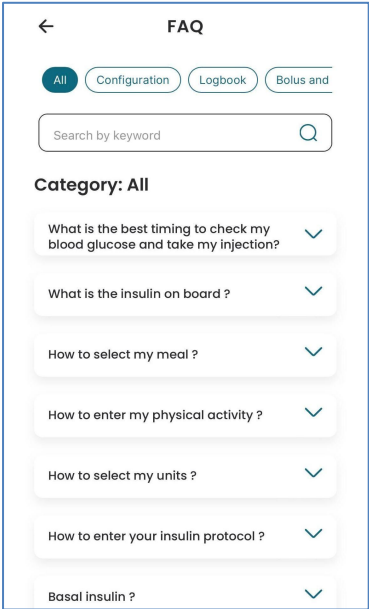 FAQ
All Configuration Logbook Bolus and
Search by keyword
Category: All
What is the best timing to check my
blood glucose and take my injection?
What is the insulin on board ?
How to select my meal ?
How to enter my physical activity ?
How to select my units ?
How to enter your insulin protocol ?
Basal insulin ?